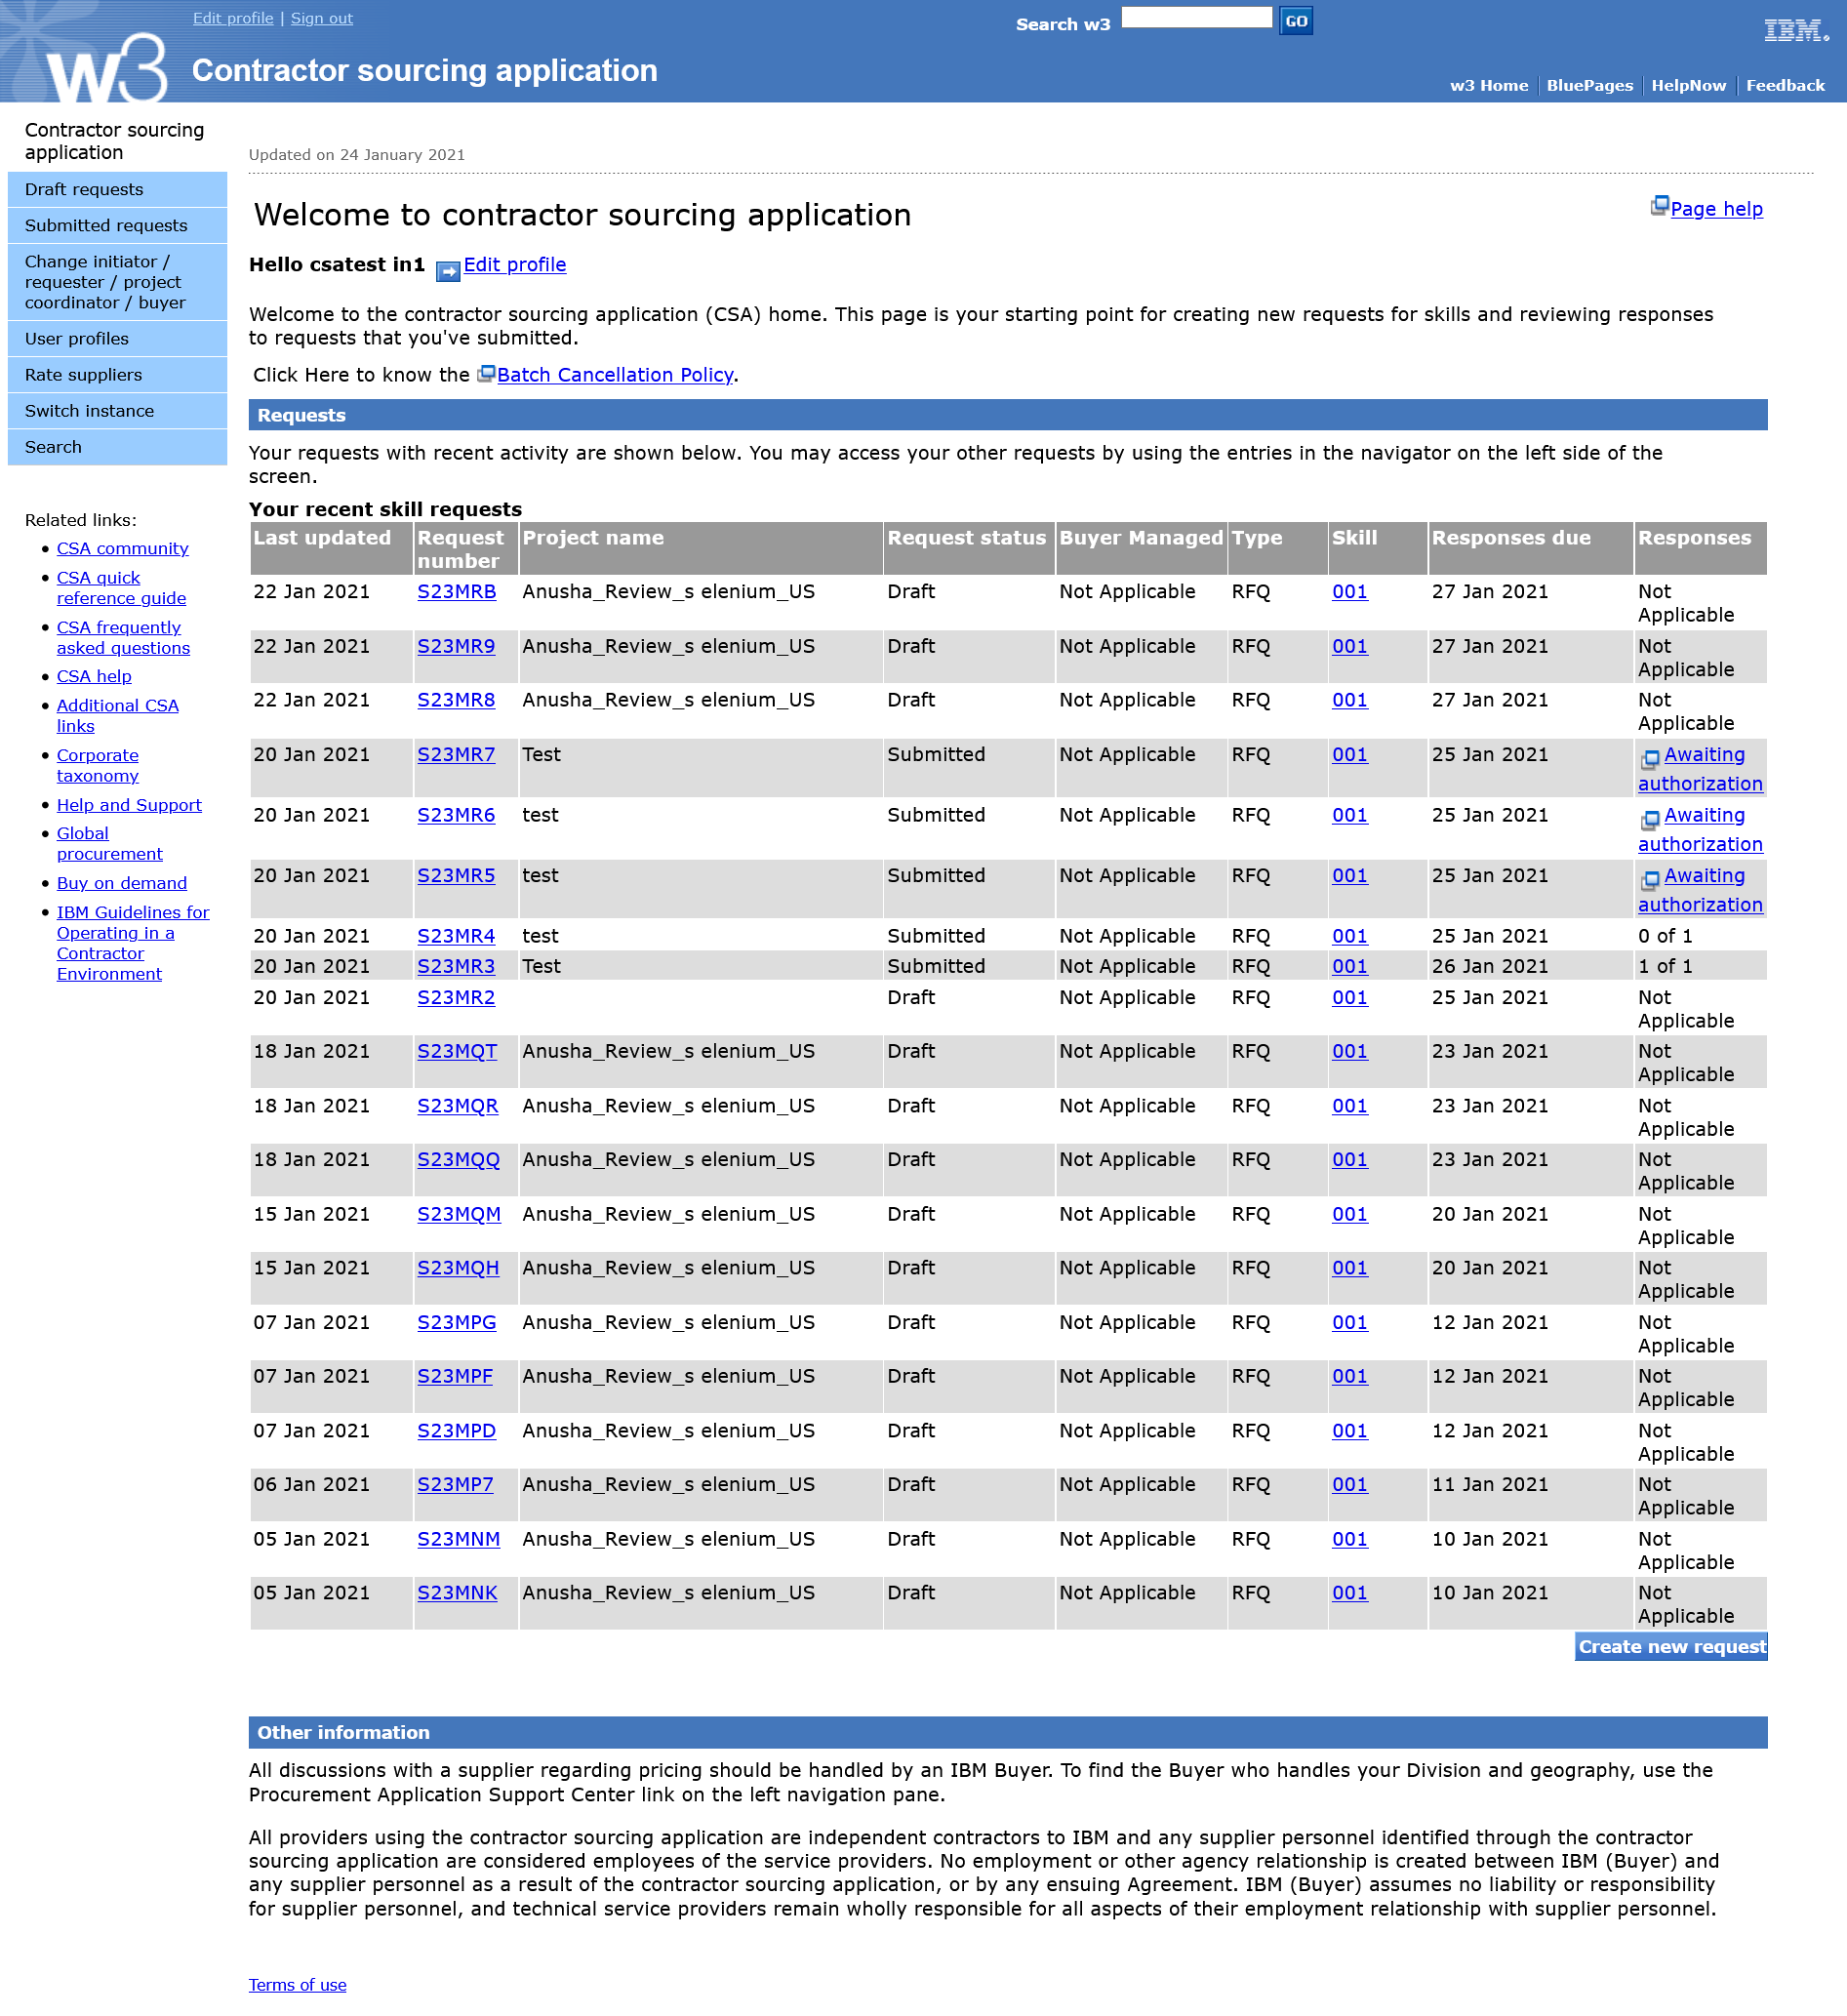 Edit profile | Sign out
Search w3 GO
IBM.
w3 Contractor sourcing application
w3 Home BluePages HelpNow Feedback
Contractor sourcing
application
Draft requests
Submitted requests
Change initiator /
requester / project
coordinator / buyer
User profiles
Rate suppliers
Switch instance
Search
Related links:
• CSA community
• CSA quick
reference guide
• CSA frequently
asked questions
• CSA help
• Additional CSA
links
• Corporate
taxonomy
• Help and Support
• Global
procurement
• Buy on demand
• IBM Guidelines for
Operating in a
Contractor
Environment
Updated on 24 January 2021
Welcome to contractor sourcing application
Page help
Hello csatest in1 Edit profile
Welcome to the contractor sourcing application (CSA) home. This page is your starting point for creating new requests for skills and reviewing responses
to requests that you've submitted.
Click Here to know the Batch Cancellation Policy.
Requests
Your requests with recent activity are shown below. You may access your other requests by using the entries in the navigator on the left side of the
screen.
Your recent skill requests
Last updated Request number Project name Request status Buyer Managed Type Skill Responses due Responses
22 Jan 2021 S23MRB Anusha_Review_s elenium_US Draft Not Applicable RFQ 001 27 Jan 2021 Not Applicable
22 Jan 2021 S23MR9 Anusha_Review_s elenium_US Draft Not Applicable RFQ 001 27 Jan 2021 Not Applicable
22 Jan 2021 S23MR8 Anusha_Review_s elenium_US Draft Not Applicable RFQ 001 27 Jan 2021 Not Applicable
20 Jan 2021 S23MR7 Test Submitted Not Applicable RFQ 001 25 Jan 2021 Awaiting authorization
20 Jan 2021 S23MR6 test Submitted Not Applicable RFQ 001 25 Jan 2021 Awaiting authorization
20 Jan 2021 S23MR5 test Submitted Not Applicable RFQ 001 25 Jan 2021 Awaiting authorization
20 Jan 2021 S23MR4 test Submitted Not Applicable RFQ 001 25 Jan 2021 0 of 1
20 Jan 2021 S23MR3 Test Submitted Not Applicable RFQ 001 26 Jan 2021 1 of 1
20 Jan 2021 S23MR2 Draft Not Applicable RFQ 001 25 Jan 2021 Not Applicable
18 Jan 2021 S23MQT Anusha_Review_s elenium_US Draft Not Applicable RFQ 001 23 Jan 2021 Not Applicable
18 Jan 2021 S23MQR Anusha_Review_s elenium_US Draft Not Applicable RFQ 001 23 Jan 2021 Not Applicable
18 Jan 2021 S23MQQ Anusha_Review_s elenium_US Draft Not Applicable RFQ 001 23 Jan 2021 Not Applicable
15 Jan 2021 S23MQM Anusha_Review_s elenium_US Draft Not Applicable RFQ 001 20 Jan 2021 Not Applicable
15 Jan 2021 S23MQH Anusha_Review_s elenium_US Draft Not Applicable RFQ 001 20 Jan 2021 Not Applicable
07 Jan 2021 S23MPG Anusha_Review_s elenium_US Draft Not Applicable RFQ 001 12 Jan 2021 Not Applicable
07 Jan 2021 S23MPF Anusha_Review_s elenium_US Draft Not Applicable RFQ 001 12 Jan 2021 Not Applicable
07 Jan 2021 S23MPD Anusha_Review_s elenium_US Draft Not Applicable RFQ 001 12 Jan 2021 Not Applicable
06 Jan 2021 S23MP7 Anusha_Review_s elenium_US Draft Not Applicable RFQ 001 11 Jan 2021 Not Applicable
05 Jan 2021 S23MNM Anusha_Review_s elenium_US Draft Not Applicable RFQ 001 10 Jan 2021 Not Applicable
05 Jan 2021 S23MNK Anusha_Review_s elenium_US Draft Not Applicable RFQ 001 10 Jan 2021 Not Applicable
Create new request
Other information
All discussions with a supplier regarding pricing should be handled by an IBM Buyer. To find the Buyer who handles your Division and geography, use the
Procurement Application Support Center link on the left navigation pane.
All providers using the contractor sourcing application are independent contractors to IBM and any supplier personnel identified through the contractor
sourcing application are considered employees of the service providers. No employment or other agency relationship is created between IBM (Buyer) and
any supplier personnel as a result of the contractor sourcing application, or by any ensuing Agreement. IBM (Buyer) assumes no liability or responsibility
for supplier personnel, and technical service providers remain wholly responsible for all aspects of their employment relationship with supplier personnel.
Terms of use